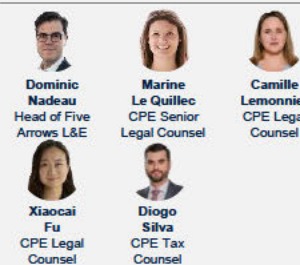 Dominic
Nadeau
Head of Five
Arrows L&E
Marine
Le Quillec
CPE Senior
Legal Counsel
Camille
Lemonnie
CPE Lega
Counsel
Xiaocai
Fu
CPE Legal
Counsel
Diogo
Silva
CPE Tax
Counsel